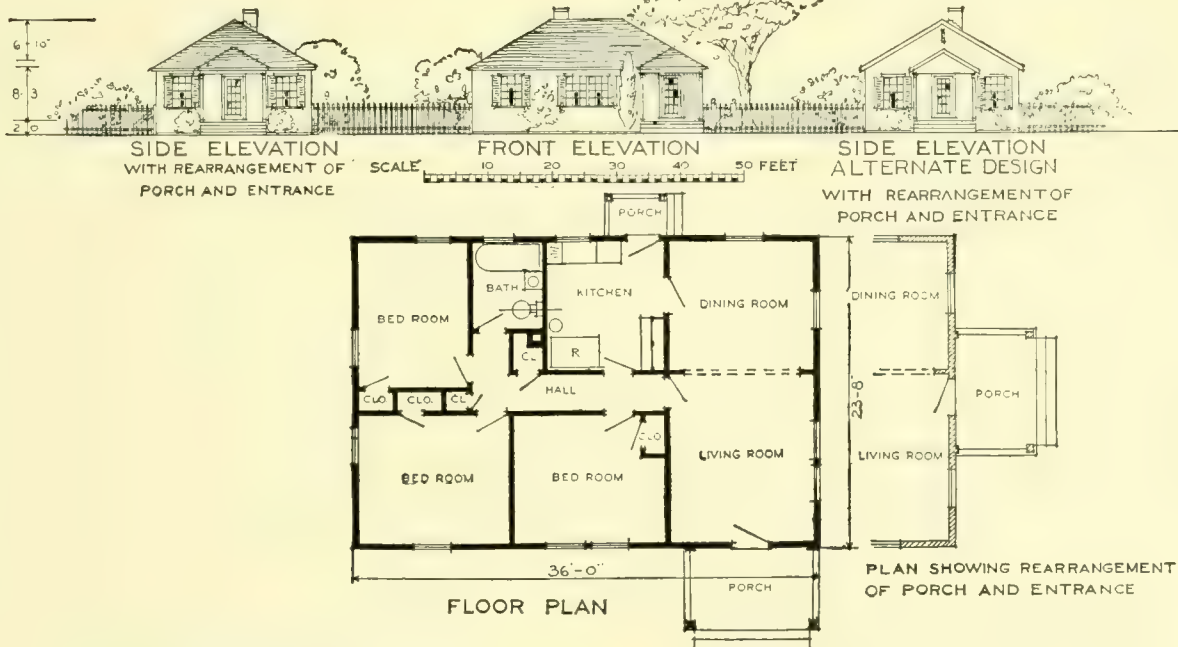 6-10"
8-3
2-0
SIDE ELEVATION
WITH REARRANGEMENT OF
PORCH AND ENTRANCE
FRONT ELEVATION
SCALE 10 20 30 40 50 FEET
SIDE ELEVATION
ALTERNATE DESIGN
WITH REARRANGEMENT OF
PORCH AND ENTRANCE
PORCH
BATH
KITCHEN
DINING ROOM
BED ROOM
R
CL
HALL
CLO.
CLO.
CL
CLO.
BED ROOM
BED ROOM
LIVING ROOM
23-8"
36'-0"
PORCH
FLOOR PLAN
DINING ROOM
PORCH
LIVING ROOM
PLAN SHOWING REARRANGEMENT
OF PORCH AND ENTRANCE